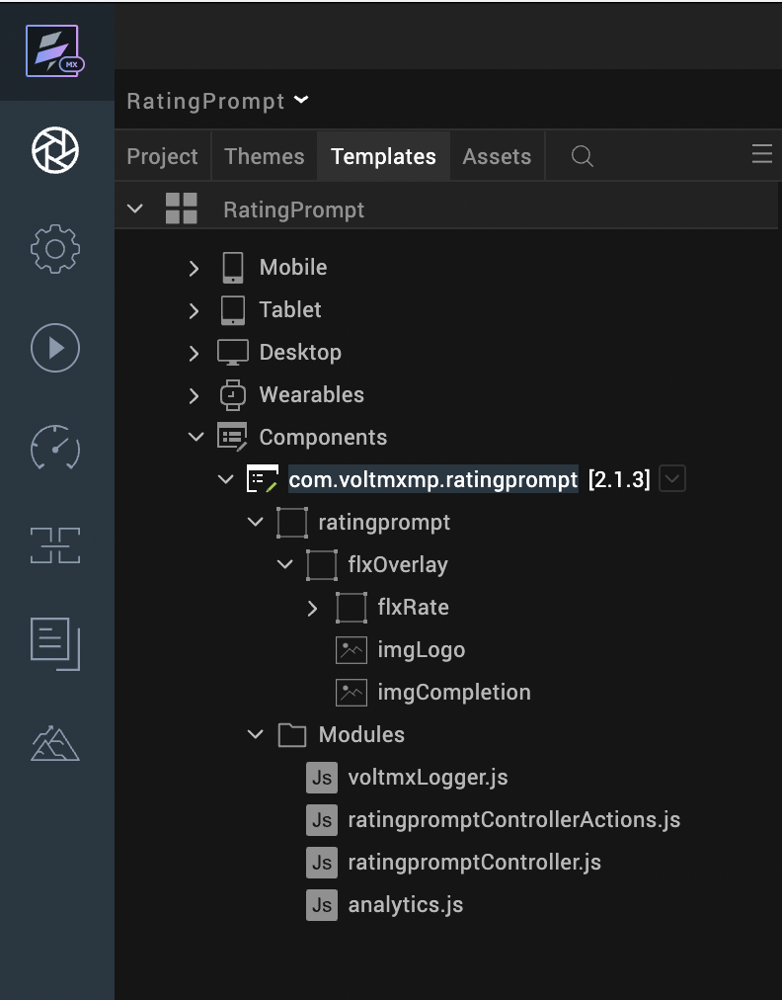 MX
RatingPrompt
Project Themes Templates Assets
RatingPrompt
Mobile
Tablet
Desktop
Wearables
Components
com.voltmxmp.ratingprompt [2.1.3]
ratingprompt
flxOverlay
flxRate
imgLogo
imgCompletion
Modules
Js voltmxLogger.js
Js ratingpromptControllerActions.js
Js ratingpromptController.js
Js analytics.js